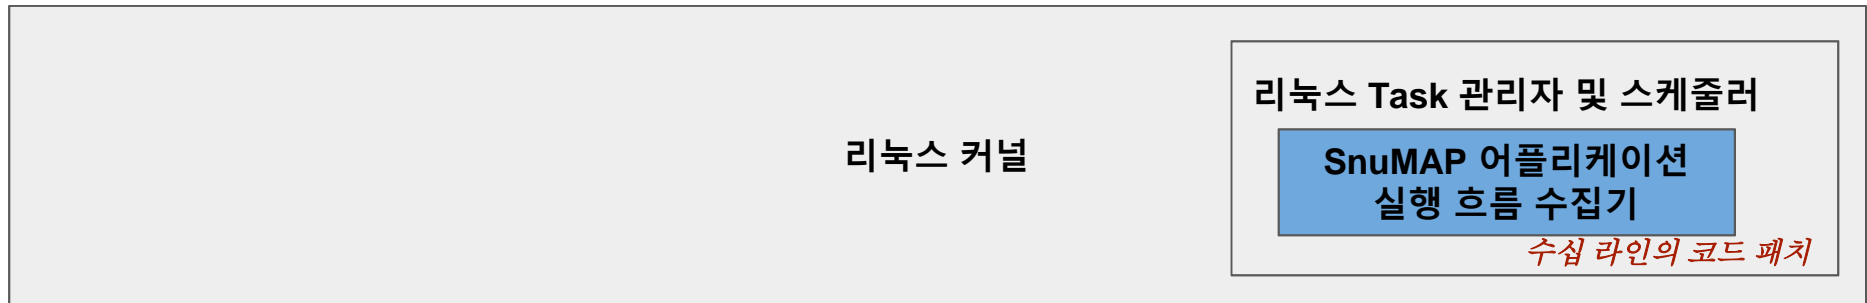 리눅스 커널
리눅스 Task 관리자 및 스케줄러
SnuMAP 어플리케이션
실행 흐름 수집기
수십 라인의 코드 패치